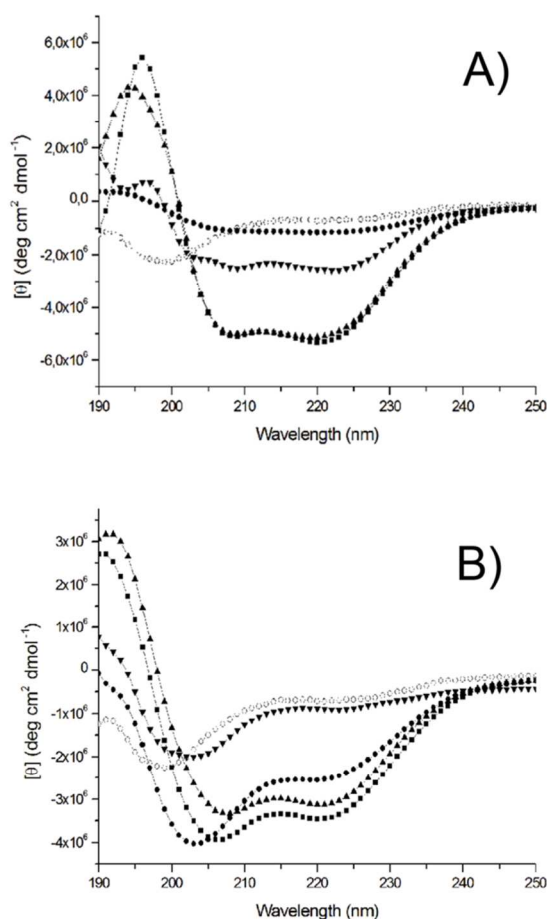 A)
6,0x10⁶
4,0x10⁶
2,0x10⁶
0,0
-2,0x10⁶
-4,0x10⁶
-6,0x10⁶
[θ] (deg cm² dmol⁻¹)
190 200 210 220 230 240 250
Wavelength (nm)
B)
3x10⁶
2x10⁶
1x10⁶
0
-1x10⁶
-2x10⁶
-3x10⁶
-4x10⁶
[θ] (deg cm² dmol⁻¹)
190 200 210 220 230 240 250
Wavelength (nm)